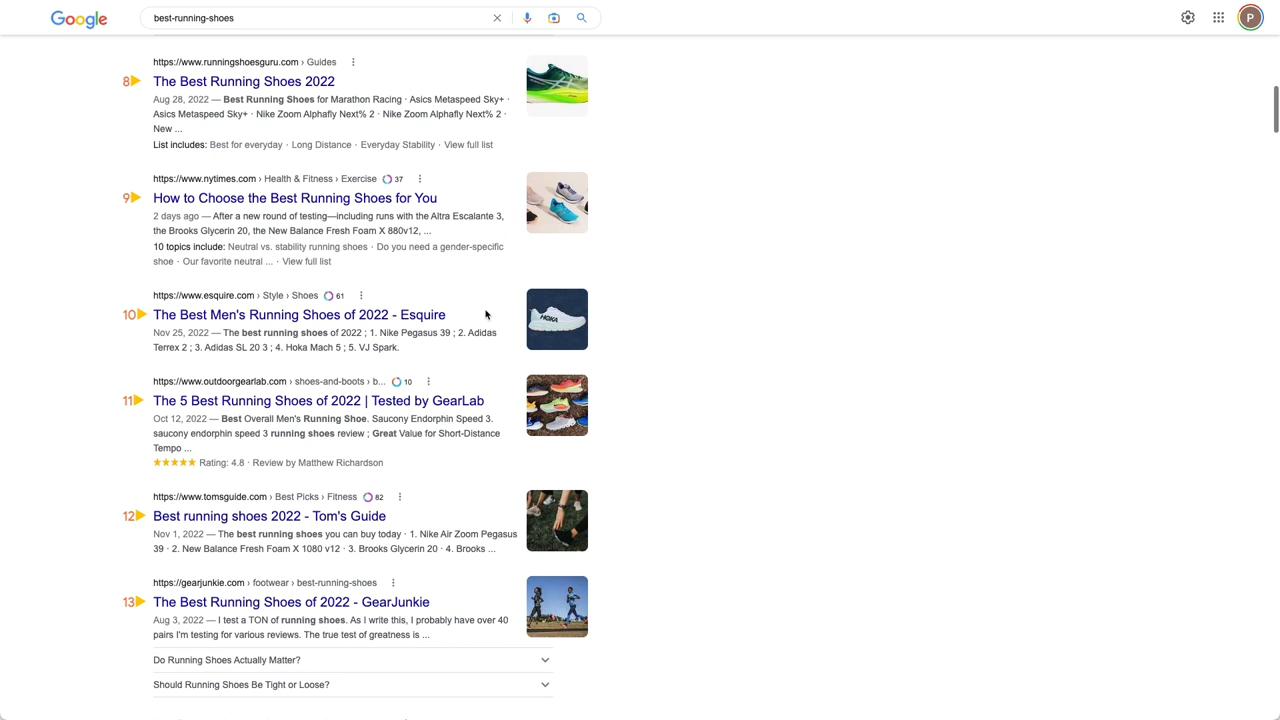 Google
best-running-shoes
P
https://www.runningshoesguru.com › Guides
8
The Best Running Shoes 2022
Aug 28, 2022 — Best Running Shoes for Marathon Racing · Asics Metaspeed Sky+ ·
Asics Metaspeed Sky+ · Nike Zoom Alphafly Next% 2 · Nike Zoom Alphafly Next% 2 ·
New ...
List includes: Best for everyday · Long Distance · Everyday Stability · View full list
https://www.nytimes.com › Health & Fitness › Exercise 37
9
How to Choose the Best Running Shoes for You
2 days ago — After a new round of testing—including runs with the Altra Escalante 3,
the Brooks Glycerin 20, the New Balance Fresh Foam X 880v12, ...
10 topics include: Neutral vs. stability running shoes · Do you need a gender-specific
shoe · Our favorite neutral ... · View full list
https://www.esquire.com › Style › Shoes 61
10
The Best Men's Running Shoes of 2022 - Esquire
Nov 25, 2022 — The best running shoes of 2022 ; 1. Nike Pegasus 39 ; 2. Adidas
Terrex 2 ; 3. Adidas SL 20 3 ; 4. Hoka Mach 5 ; 5. VJ Spark.
HOKA
https://www.outdoorgearlab.com › shoes-and-boots › b... 10
11
The 5 Best Running Shoes of 2022 | Tested by GearLab
Oct 12, 2022 — Best Overall Men's Running Shoe. Saucony Endorphin Speed 3.
saucony endorphin speed 3 running shoes review ; Great Value for Short-Distance
Tempo ...
★★★★★ Rating: 4.8 · Review by Matthew Richardson
https://www.tomsguide.com › Best Picks › Fitness 82
12
Best running shoes 2022 - Tom's Guide
Nov 1, 2022 — The best running shoes you can buy today · 1. Nike Air Zoom Pegasus
39 · 2. New Balance Fresh Foam X 1080 v12 · 3. Brooks Glycerin 20 · 4. Brooks ...
https://gearjunkie.com › footwear › best-running-shoes
13
The Best Running Shoes of 2022 - GearJunkie
Aug 3, 2022 — I test a TON of running shoes. As I write this, I probably have over 40
pairs I'm testing for various reviews. The true test of greatness is ...
Do Running Shoes Actually Matter?
Should Running Shoes Be Tight or Loose?